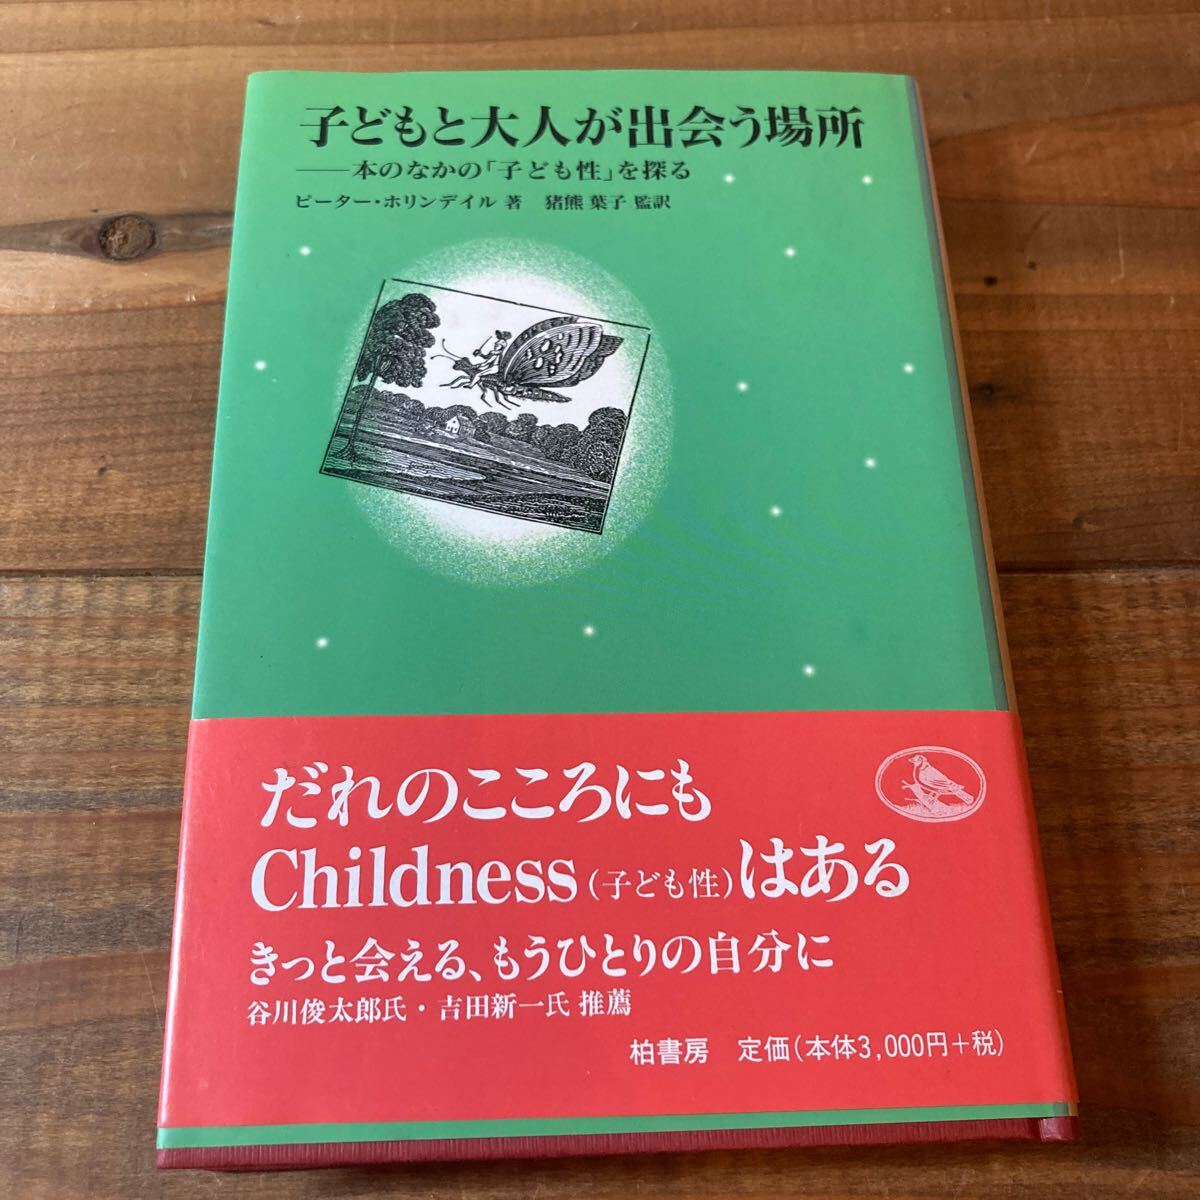 子どもと大人が出会う場所
――本のなかの「子ども性」を探る
ピーター・ホリンデイル 著　猪熊 葉子 監訳
だれのこころにも
Childness(子ども性)はある
きっと会える、もうひとりの自分に
谷川俊太郎氏・吉田新一氏 推薦
柏書房　定価(本体3,000円+税)